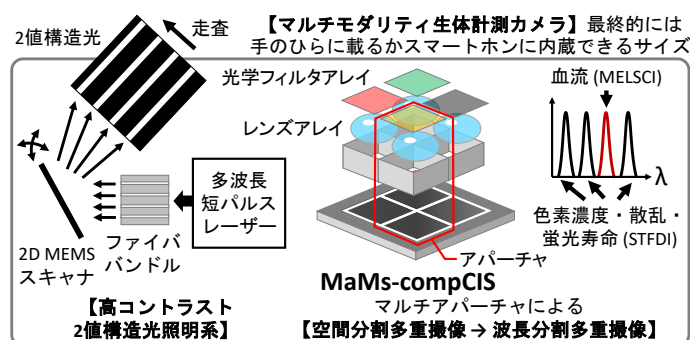 【マルチモダリティ生体計測カメラ】最終的には
手のひらに載るかスマートホンに内蔵できるサイズ
2値構造光
走査
2D MEMS
スキャナ
ファイバ
バンドル
多波長
短パルス
レーザー
【高コントラスト
2値構造光照明系】
光学フィルタアレイ
レンズアレイ
アパーチャ
MaMs-compCIS
マルチアパーチャによる
【空間分割多重撮像 → 波長分割多重撮像】
血流 (MELSCI)
λ
色素濃度・散乱・
蛍光寿命 (STFDI)